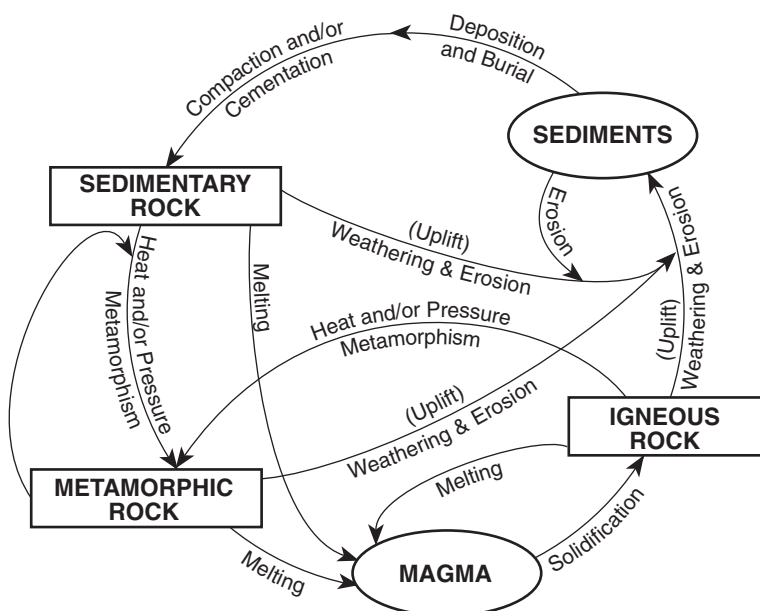 Deposition
and Burial
Compaction and/or
Cementation
SEDIMENTS
SEDIMENTARY
ROCK
Erosion
(Uplift)
Weathering & Erosion
(Uplift)
Weathering & Erosion
Heat and/or Pressure
Metamorphism
Melting
Heat and/or Pressure
Metamorphism
(Uplift)
Weathering & Erosion
IGNEOUS
ROCK
METAMORPHIC
ROCK
Melting
Melting
Solidification
MAGMA